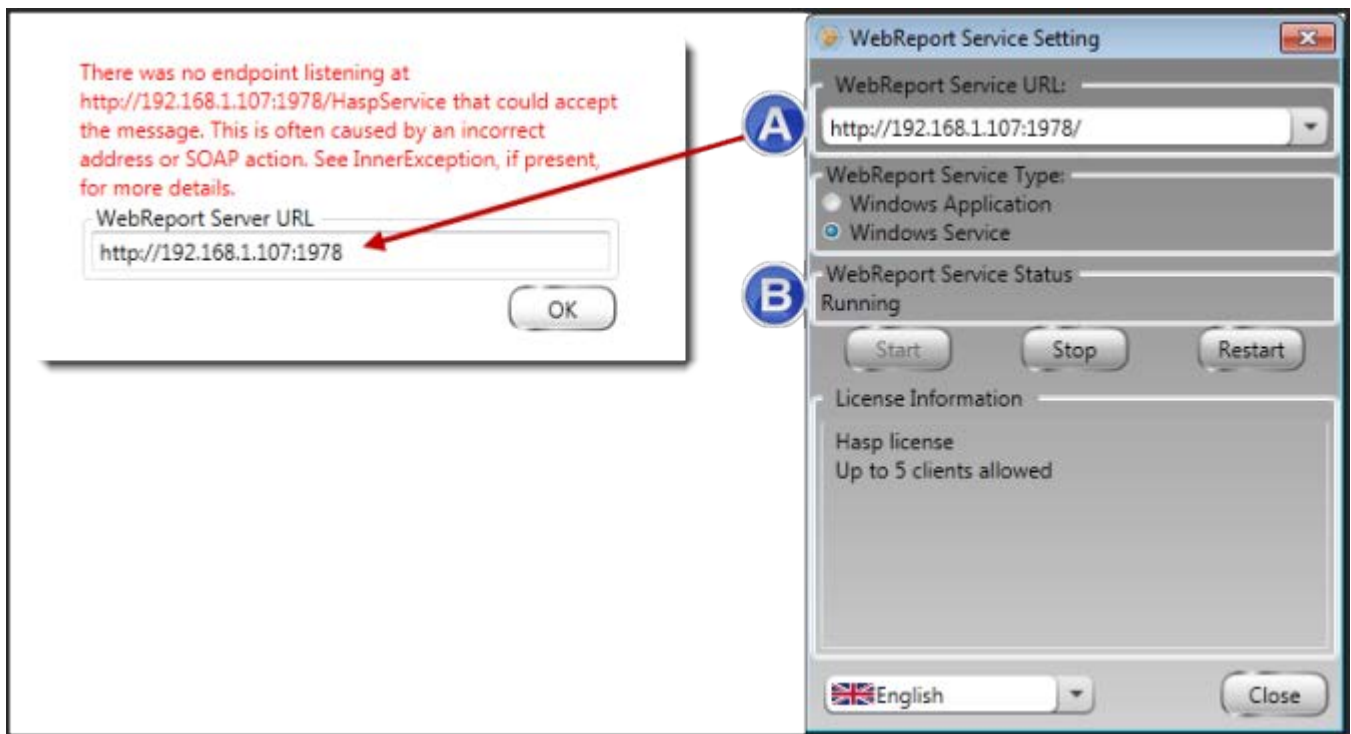 There was no endpoint listening at
http://192.168.1.107:1978/HaspService that could accept
the message. This is often caused by an incorrect
address or SOAP action. See InnerException, if present,
for more details.
WebReport Server URL
http://192.168.1.107:1978
OK
A
B
WebReport Service Setting
WebReport Service URL:
http://192.168.1.107:1978/
WebReport Service Type:
Windows Application
Windows Service
WebReport Service Status
Running
Start Stop Restart
License Information
Hasp license
Up to 5 clients allowed
English Close